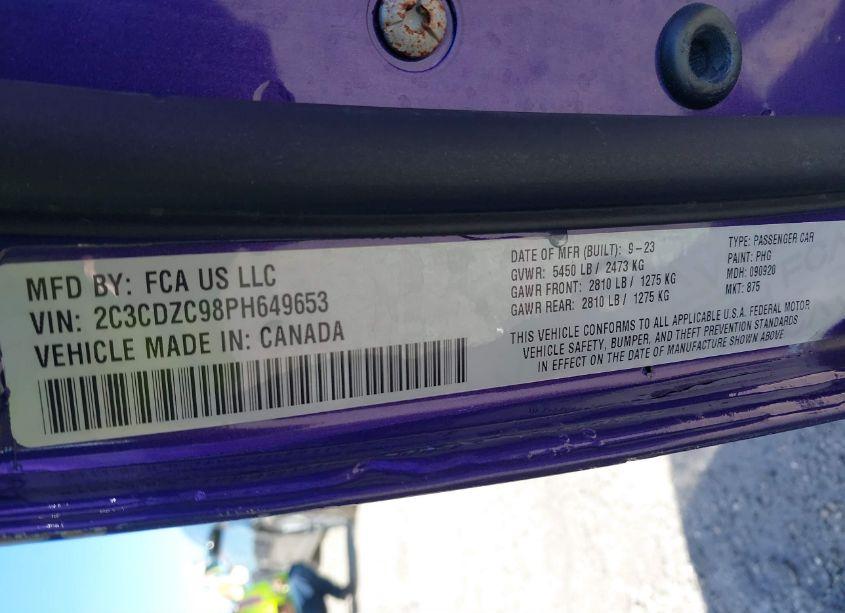 MFD BY: FCA US LLC
VIN: 2C3CDZC98PH649653
VEHICLE MADE IN: CANADA
DATE OF MFR (BUILT): 9-23
GVWR: 5450 LB / 2473 KG
GAWR FRONT: 2810 LB / 1275 KG
GAWR REAR: 2810 LB / 1275 KG
TYPE: PASSENGER CAR
PAINT: PHG
MDH: 090920
MKT: 875
THIS VEHICLE CONFORMS TO ALL APPLICABLE U.S.A. FEDERAL MOTOR
VEHICLE SAFETY, BUMPER, AND THEFT PREVENTION STANDARDS
IN EFFECT ON THE DATE OF MANUFACTURE SHOWN ABOVE